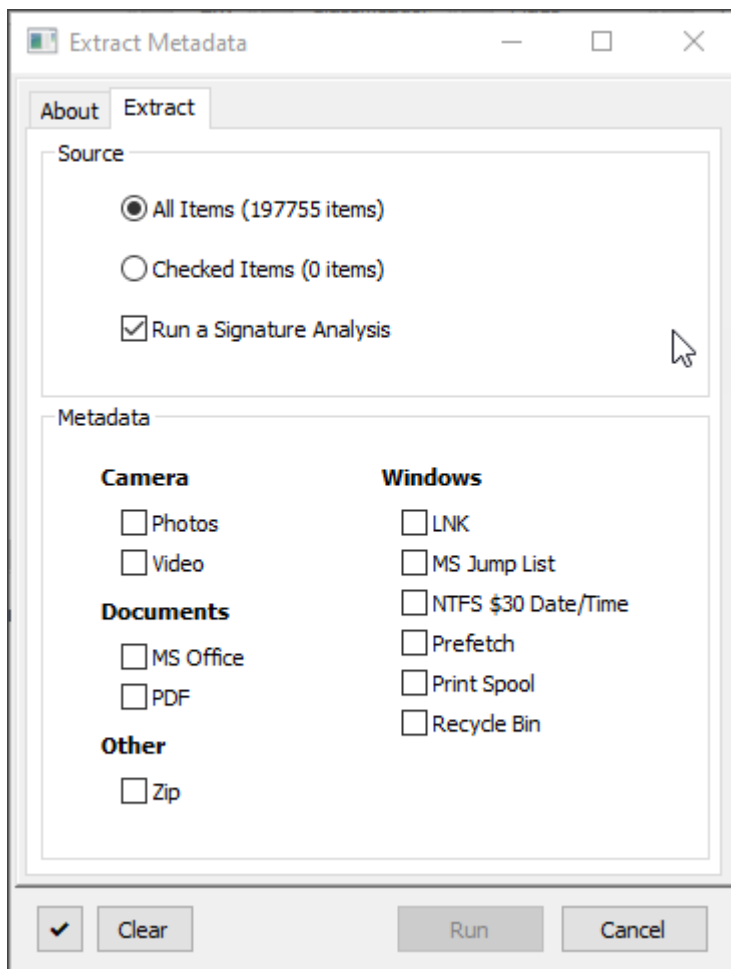 Extract Metadata
About Extract
Source
All Items (197755 items)
Checked Items (0 items)
Run a Signature Analysis
Metadata
Camera
Photos
Video
Documents
MS Office
PDF
Other
Zip
Windows
LNK
MS Jump List
NTFS $30 Date/Time
Prefetch
Print Spool
Recycle Bin
Clear Run Cancel